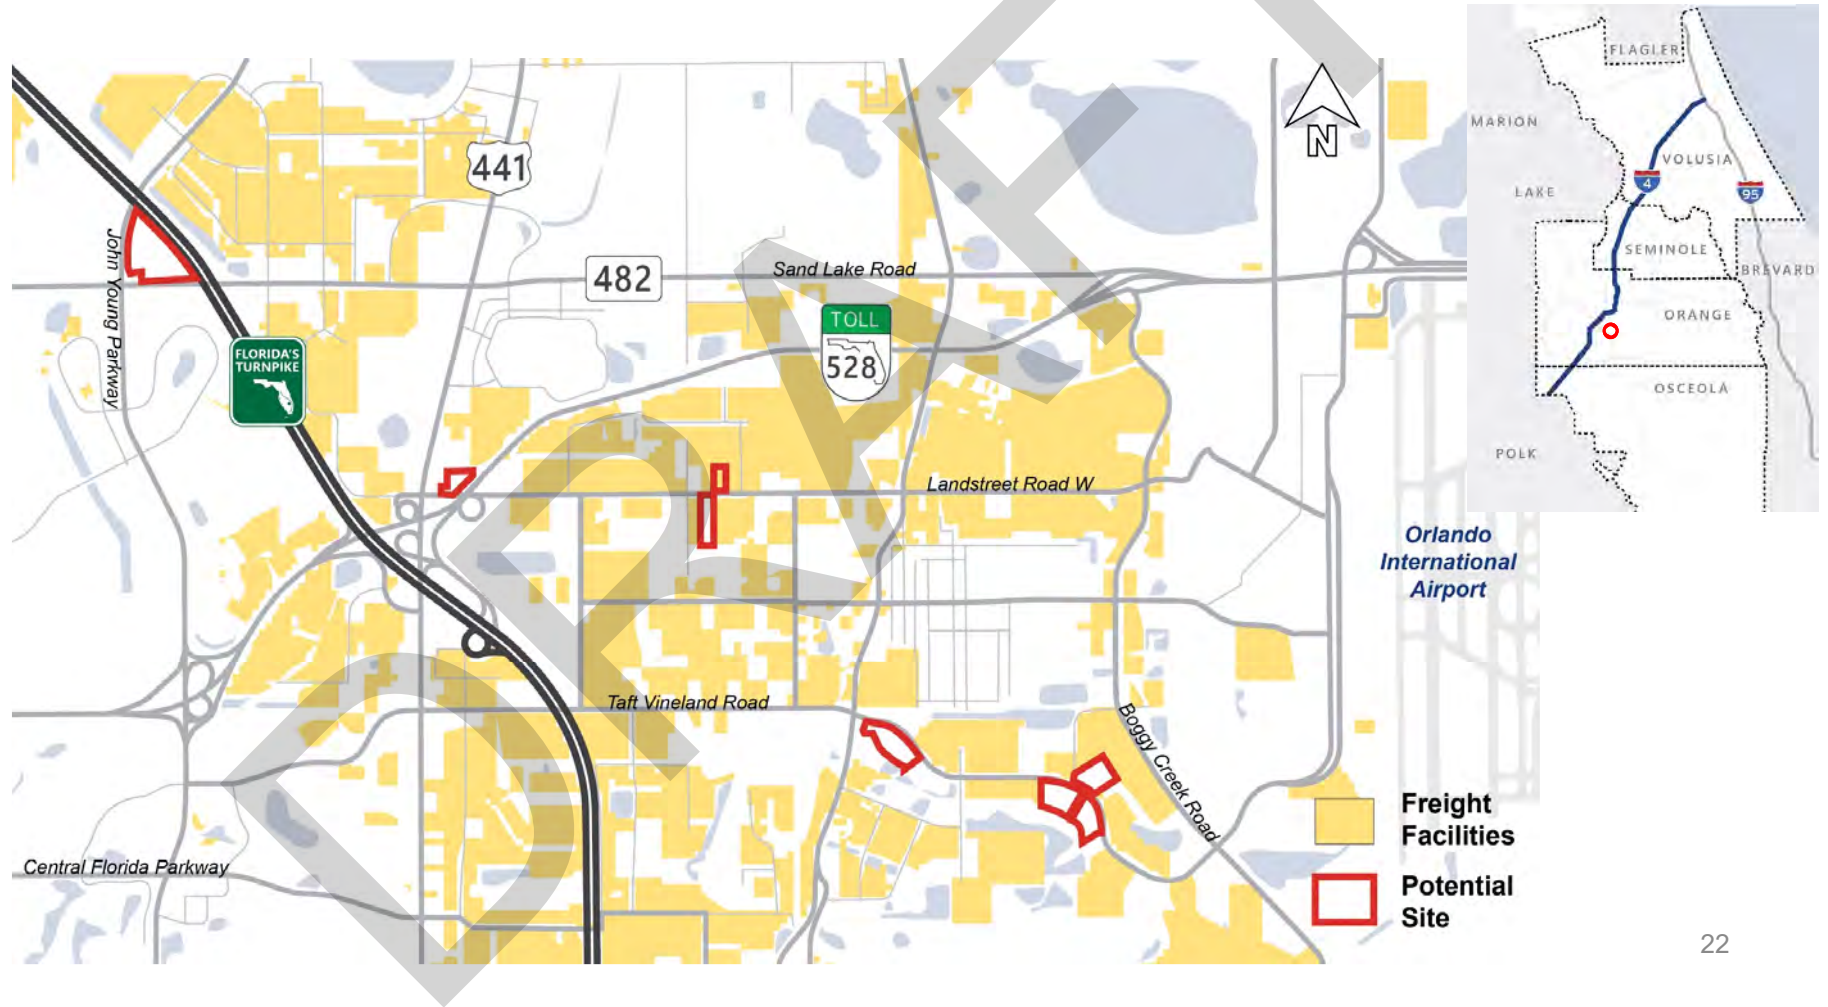 FLAGLER
MARION
VOLUSIA
4
95
LAKE
SEMINOLE
BREVARD
ORANGE
OSCEOLA
POLK
N
441
John Young Parkway
482
Sand Lake Road
TOLL
528
FLORIDA'S
TURNPIKE
Landstreet Road W
Orlando
International
Airport
Taft Vineland Road
Boggy Creek Road
Central Florida Parkway
Freight
Facilities
Potential
Site
DRAFT
22